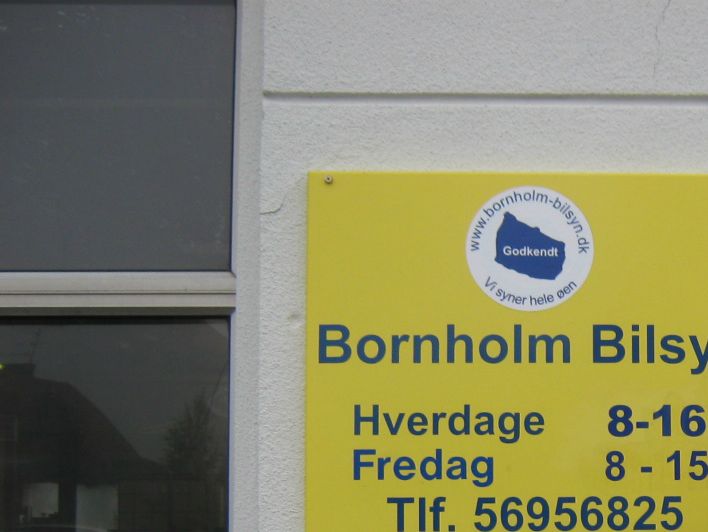 www.bornholm-bilsyn.dk
Godkendt
Vi syner hele øen
Bornholm Bilsy
Hverdage 8-16
Fredag 8 - 15
Tlf. 56956825